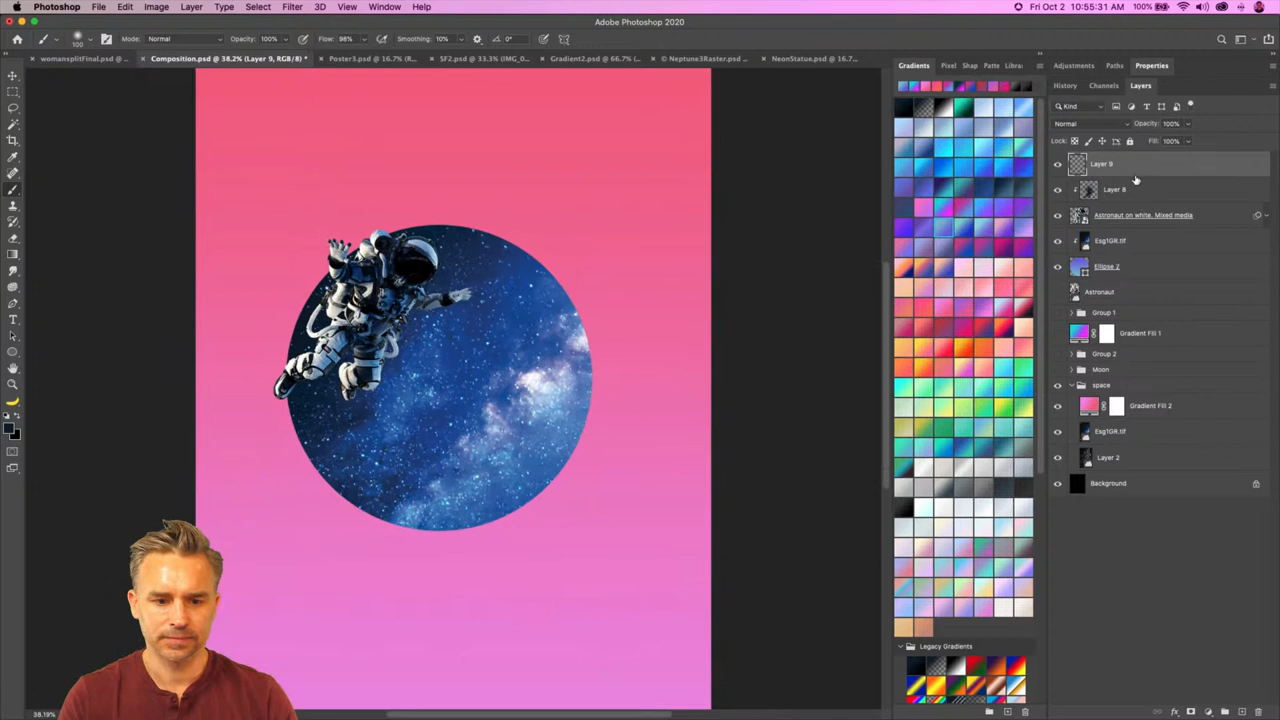 Photoshop File Edit Image Layer Type Select Filter 3D View Window Help 100% Fri Oct 2 10:55:31 AM
Adobe Photoshop 2020
100 Mode: Normal Opacity: 100% Flow: 98% Smoothing: 10% 0°
womansplitFinal.psd @ ... Composition.psd @ 38.2% (Layer 9, RGB/8) * Poster3.psd @ 16.7% (R... SF2.psd @ 33.3% (IMG_0... Gradient2.psd @ 66.7% (... © Neptune3Raster.psd ... NeonStatue.psd @ 16.7...
Gradients Pixel Shap Patte Libra Adjustments Paths Properties
History Channels Layers
Kind
Normal Opacity: 100%
Lock: Fill: 100%
Layer 9
Layer 8
Astronaut on white. Mixed media
Esg1GR.tif
Ellipse 2
Astronaut
Group 1
Gradient Fill 1
Group 2
Moon
space
Gradient Fill 2
Esg1GR.tif
Layer 2
Background
Legacy Gradients
38.19%